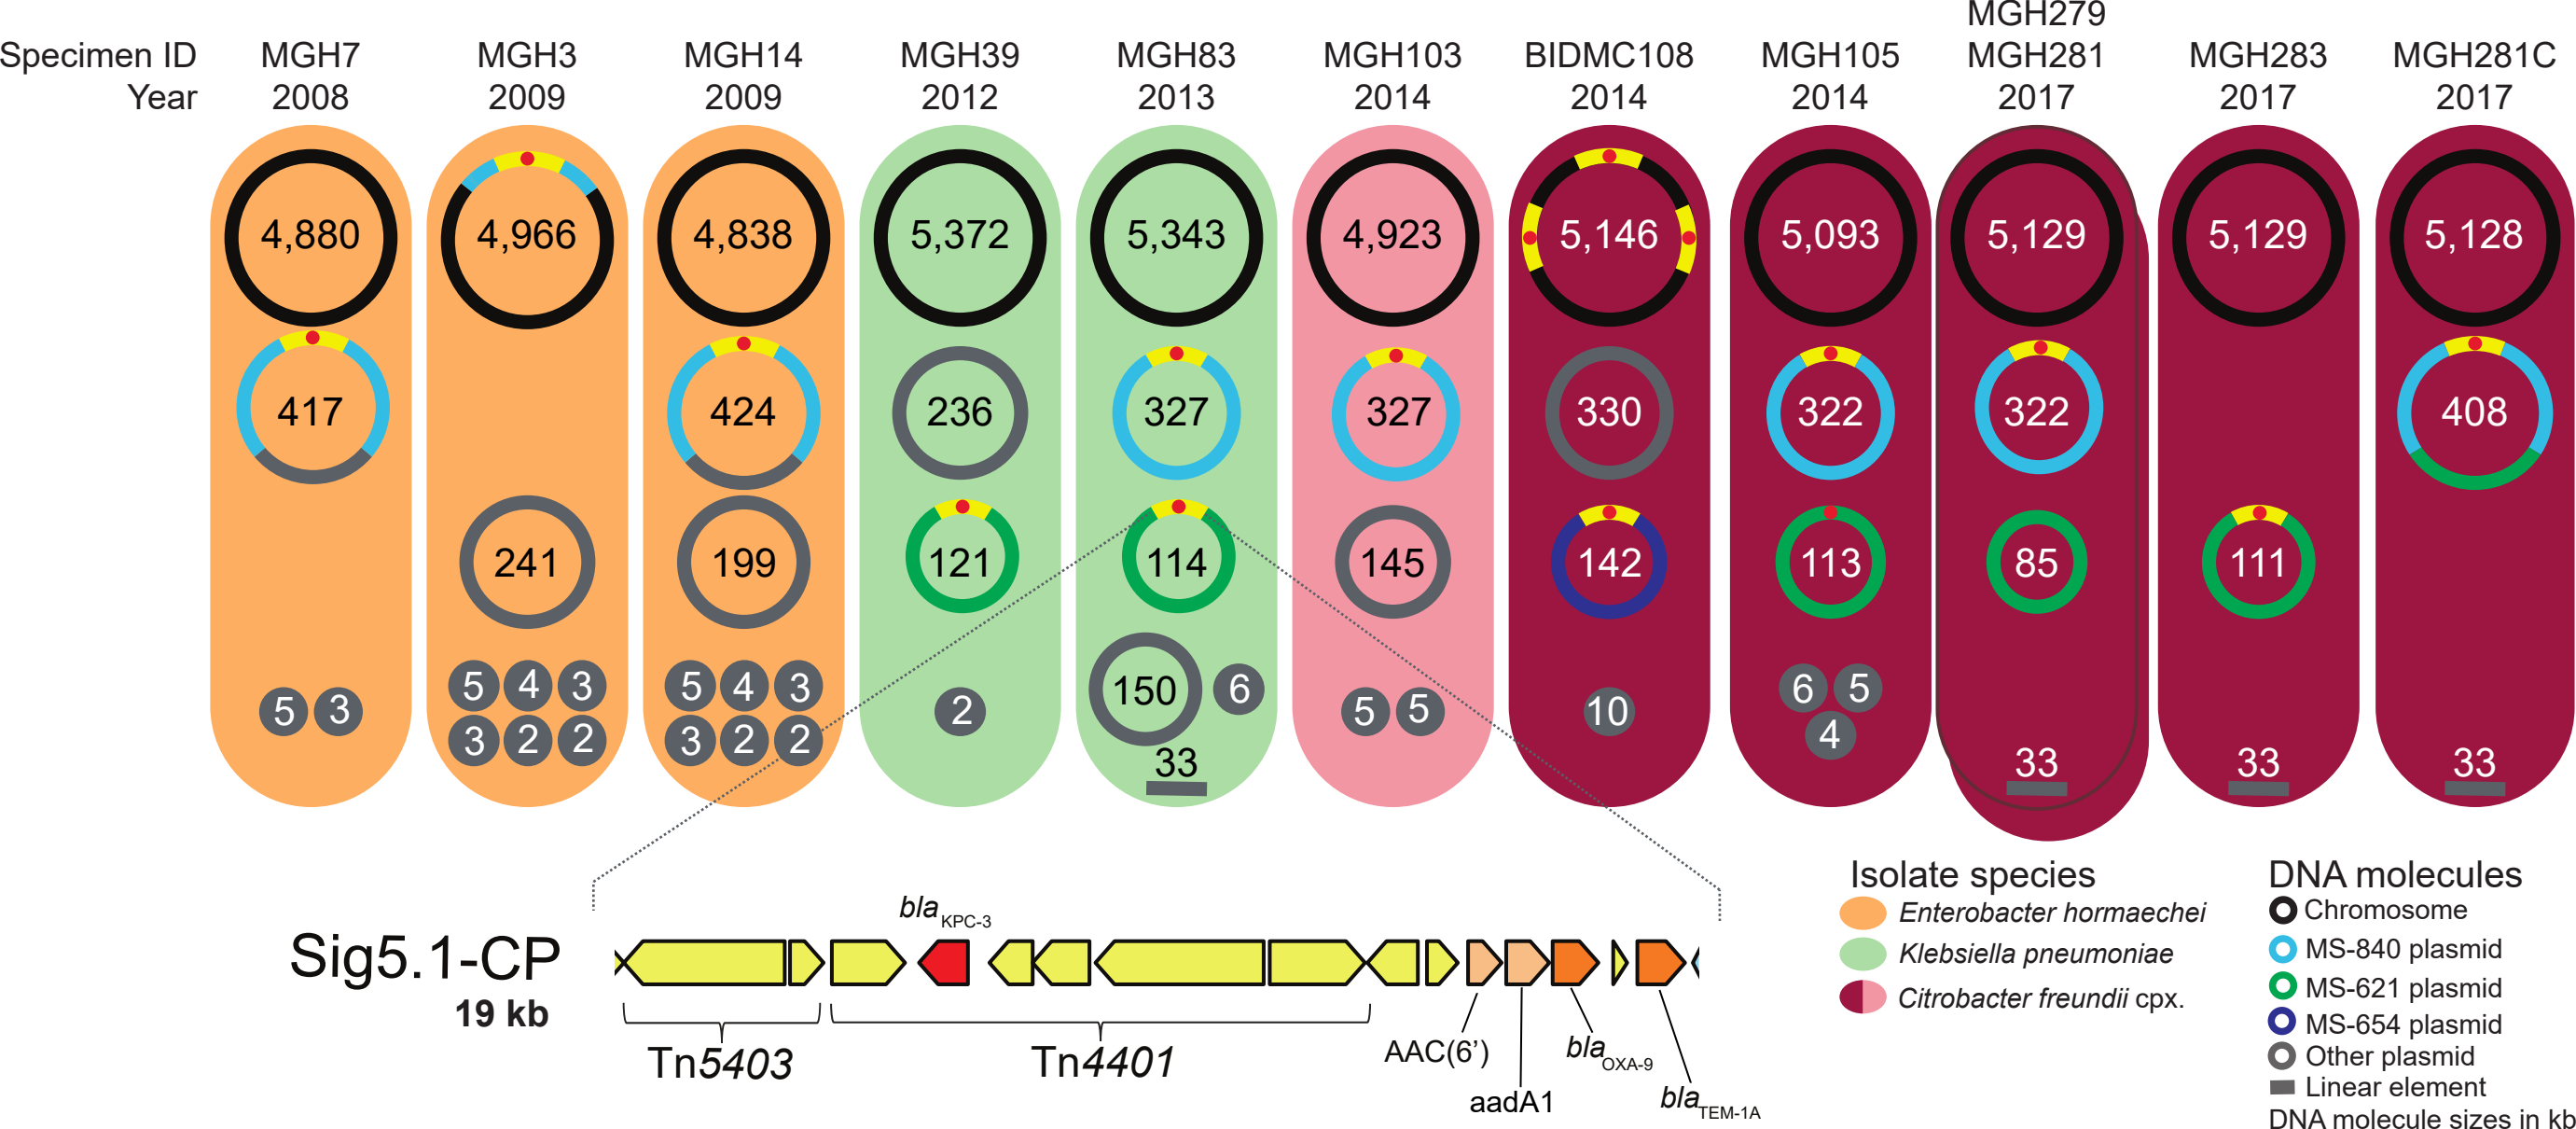 MGH279
Specimen ID MGH7 MGH3 MGH14 MGH39 MGH83 MGH103 BIDMC108 MGH105 MGH281 MGH283 MGH281C
Year 2008 2009 2009 2012 2013 2014 2014 2014 2017 2017 2017
4,880 4,966 4,838 5,372 5,343 4,923 5,146 5,093 5,129 5,129 5,128
417 424 236 327 327 330 322 322 408
241 199 121 114 145 142 113 85 111
5 3 5 4 3 5 4 3 2 150 6 5 5 10 6 5
3 2 2 3 2 2 4
33 33 33 33
Isolate species
Enterobacter hormaechei
Klebsiella pneumoniae
Citrobacter freundii cpx.
DNA molecules
Chromosome
MS-840 plasmid
MS-621 plasmid
MS-654 plasmid
Other plasmid
Linear element
DNA molecule sizes in kb
blaKPC-3
Sig5.1-CP
19 kb
Tn5403
Tn4401
AAC(6’)
aadA1
blaOXA-9
blaTEM-1A